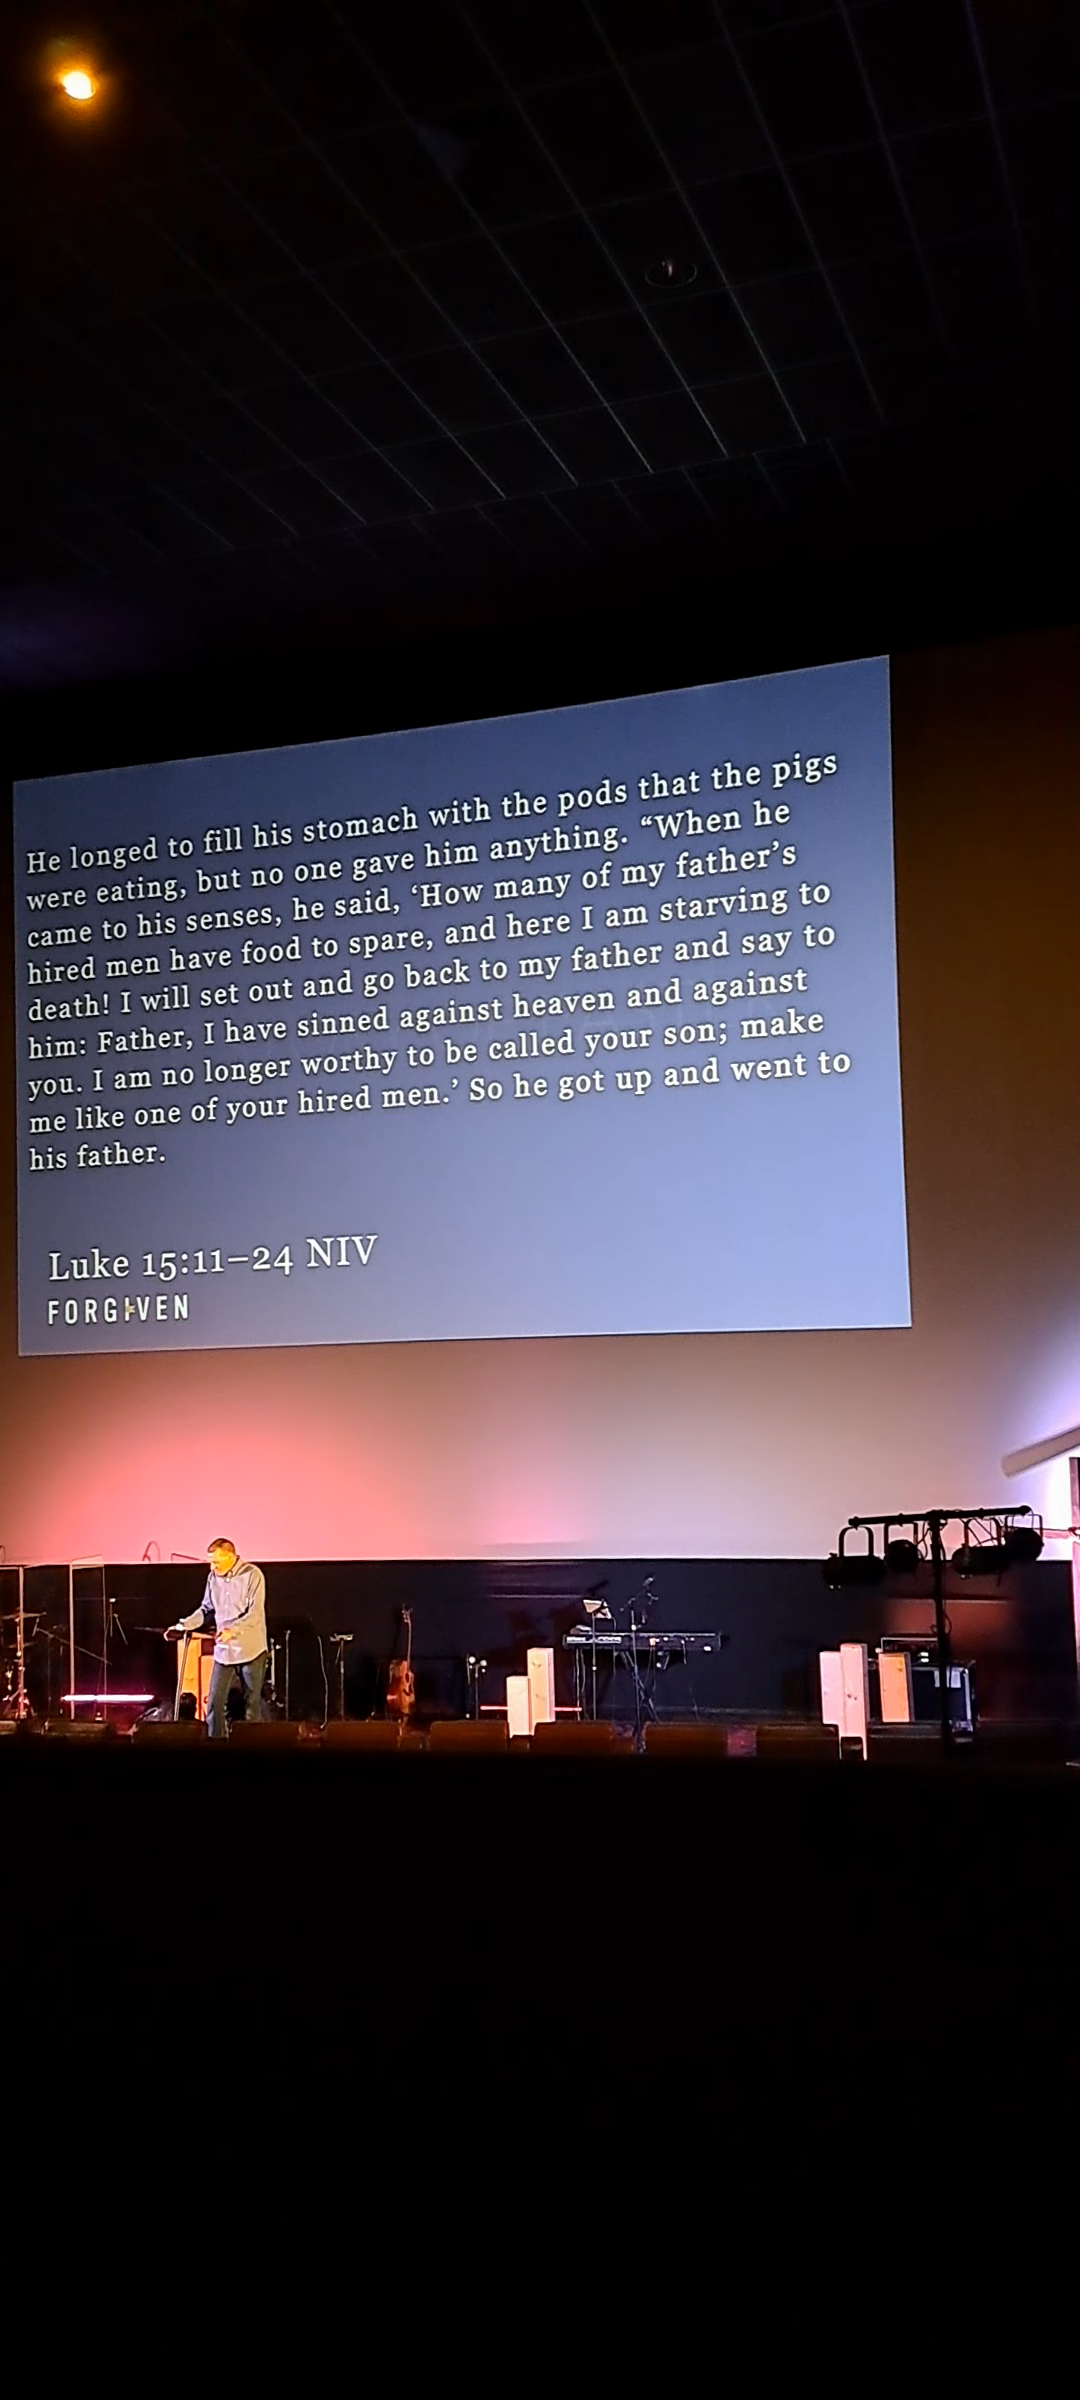 He longed to fill his stomach with the pods that the pigs
were eating, but no one gave him anything. “When he
came to his senses, he said, ‘How many of my father’s
hired men have food to spare, and here I am starving to
death! I will set out and go back to my father and say to
him: Father, I have sinned against heaven and against
you. I am no longer worthy to be called your son; make
me like one of your hired men.’ So he got up and went to
his father.
Luke 15:11–24 NIV
FORGIVEN